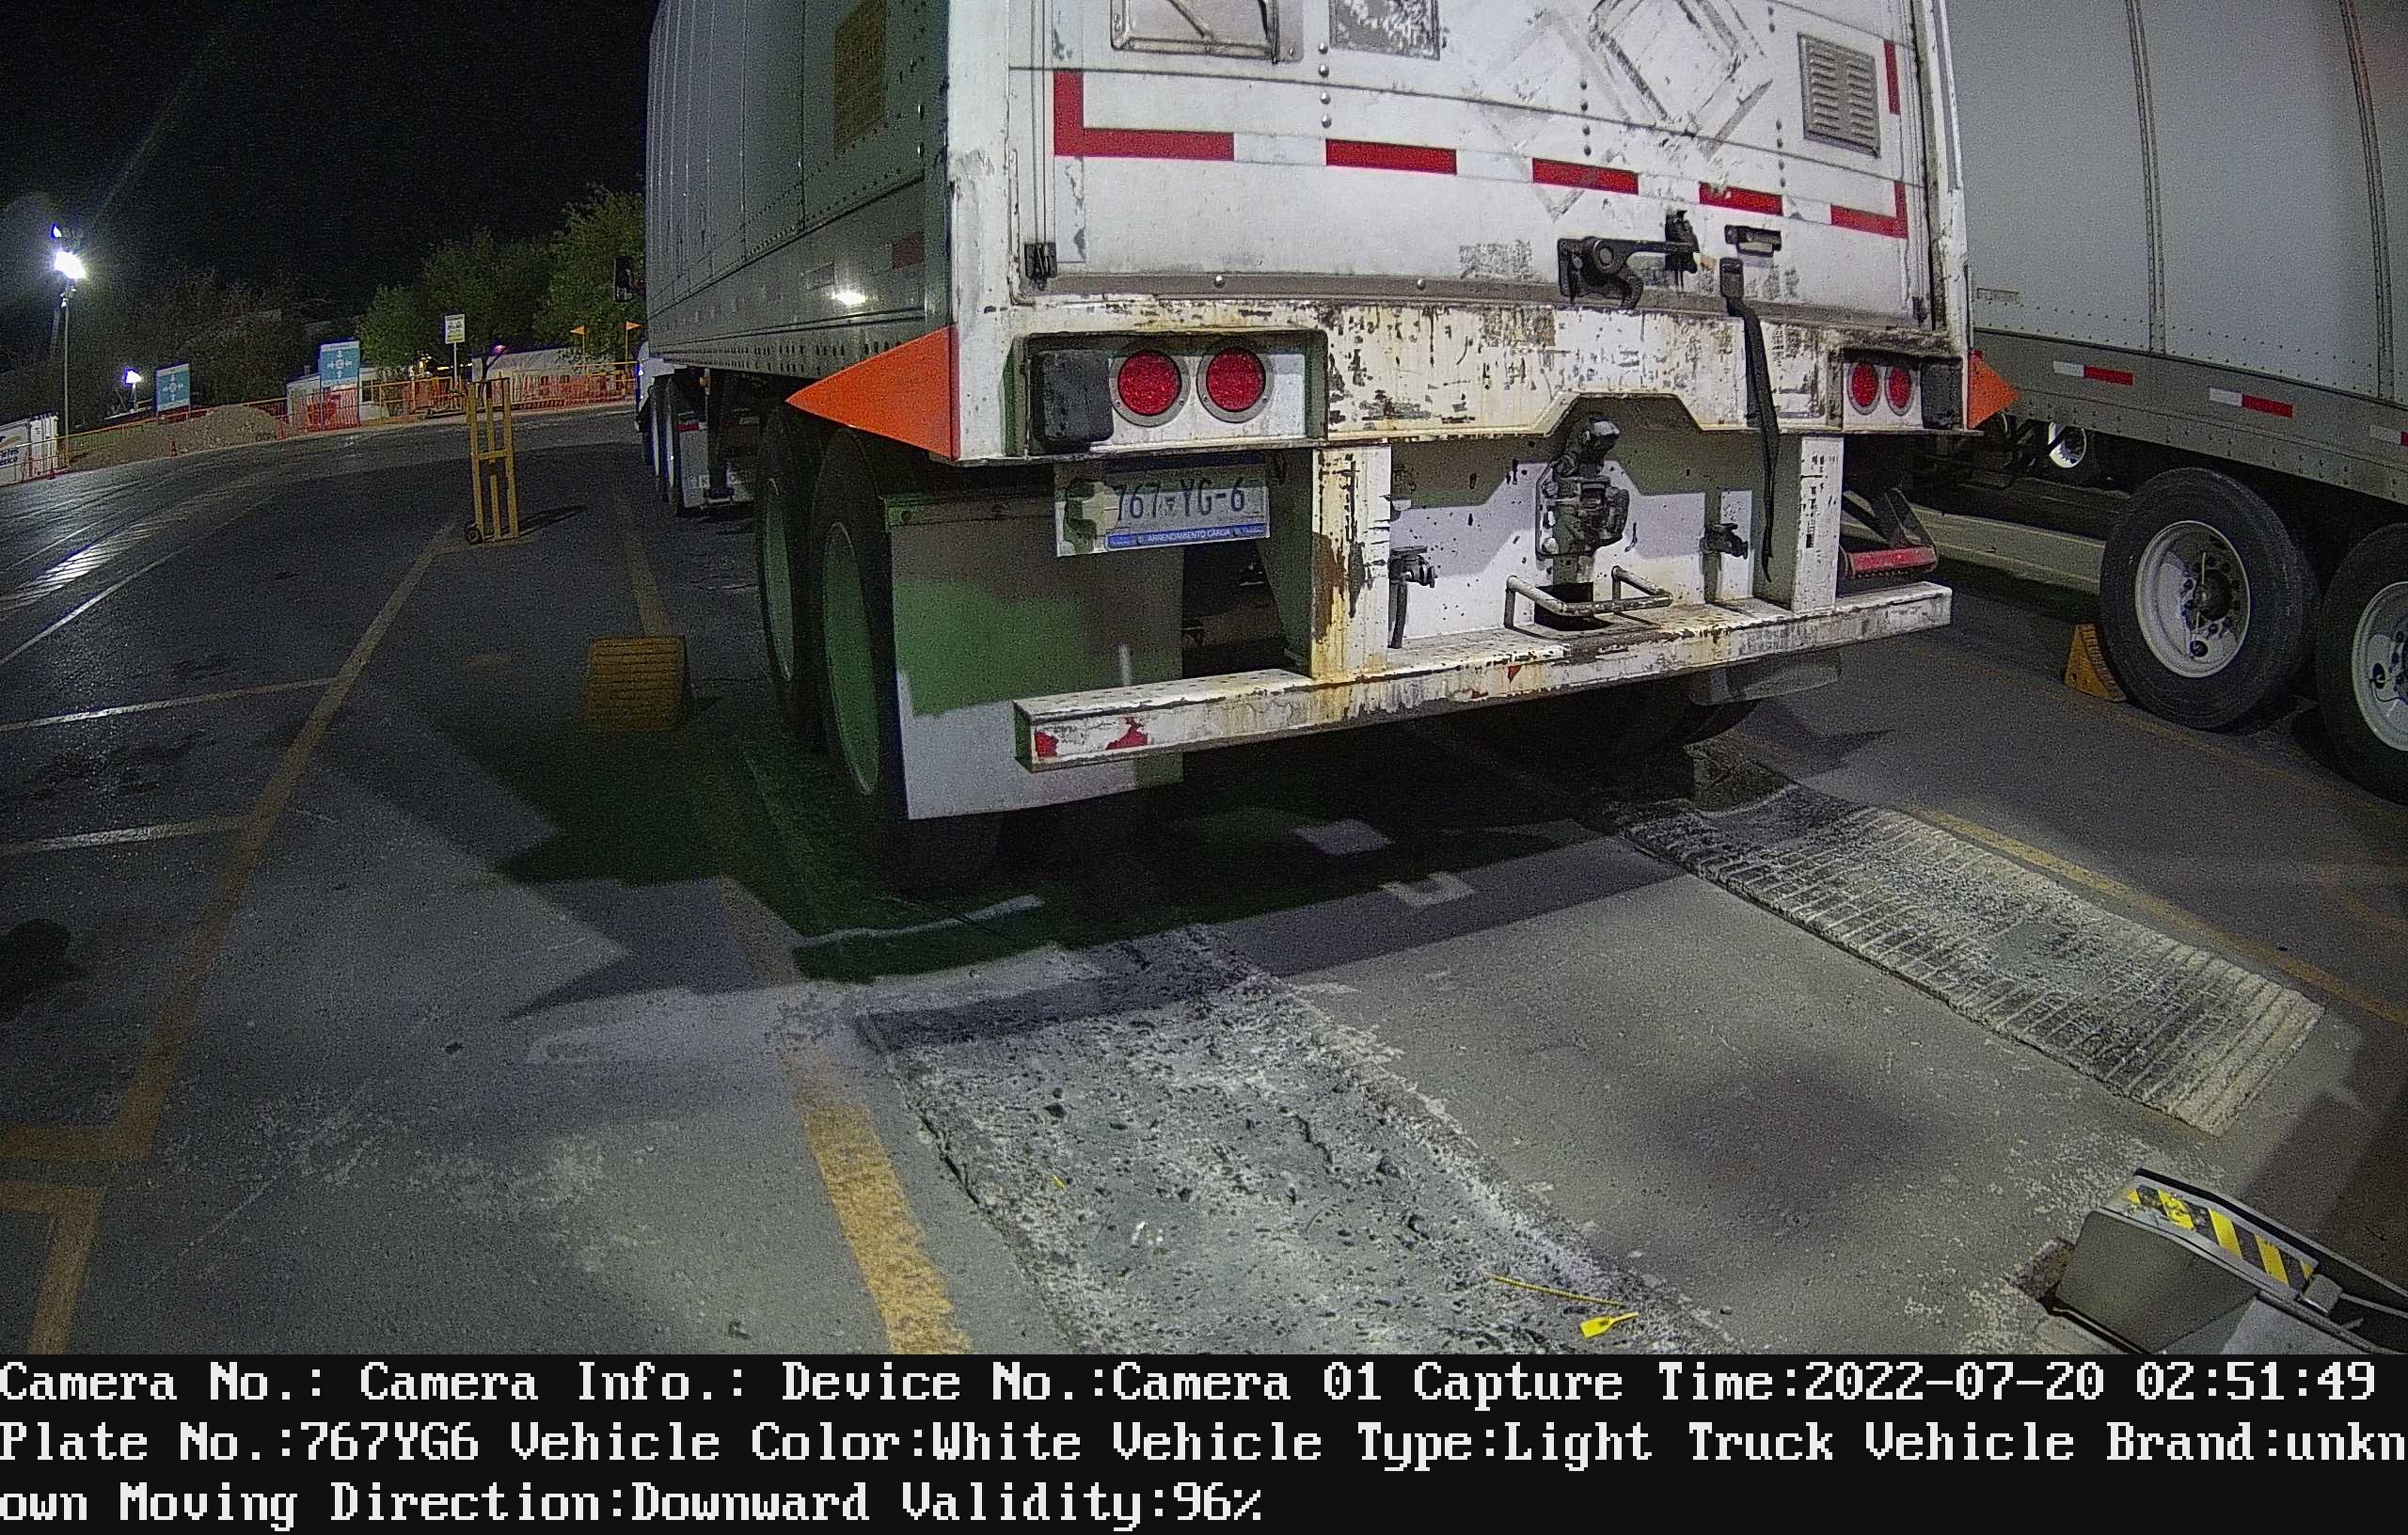 767-YG-6
ARRENDAMIENTO CARGA
Camera No.: Camera Info.: Device No.:Camera 01 Capture Time:2022-07-20 02:51:49
Plate No.:767YG6 Vehicle Color:White Vehicle Type:Light Truck Vehicle Brand:unkn
own Moving Direction:Downward Validity:96%